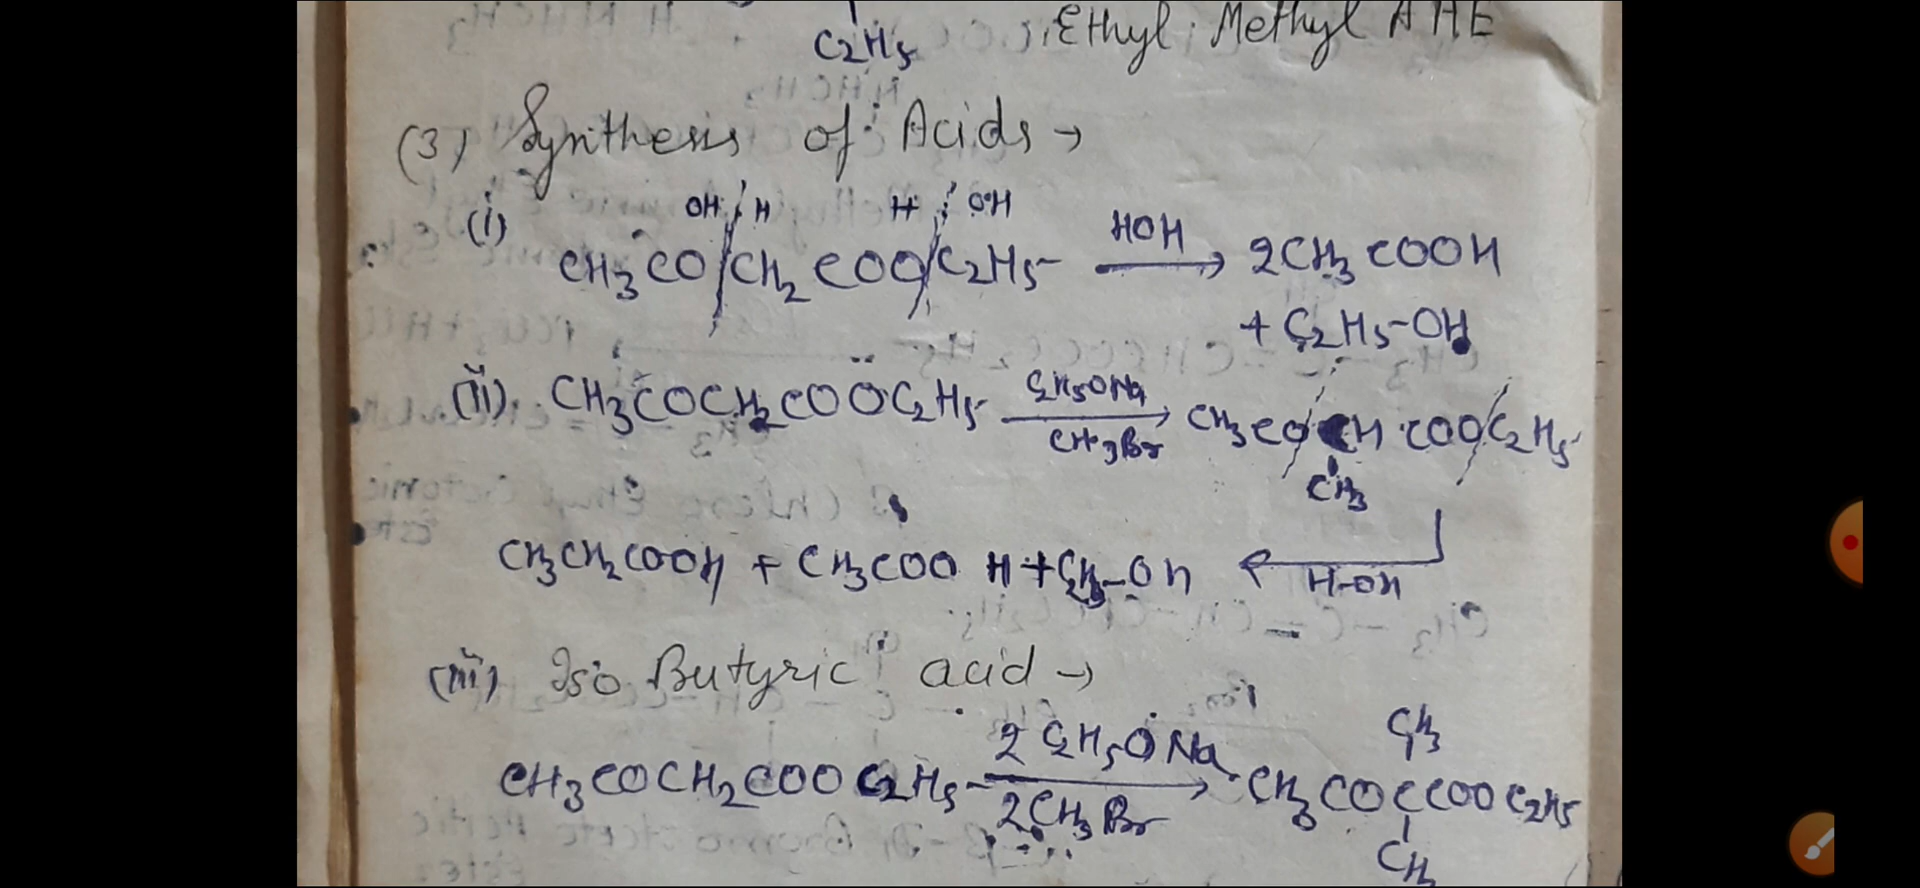 C2H5
Ethyl Methyl AAE
(3) Synthesis of Acids →
OH H H OH
(i) CH3CO/CH2COO/C2H5 — HOH → 2CH3COOH
+ C2H5-OH
(ii) CH3COCH2COOC2H5 C2H5ONa → CH3CO/CH COO/C2H5
CH3Br
CH3
CH3CH2COOH + CH3COO H + C2H5-OH ← H-OH
(iii) Iso Butyric acid →
CH3
CH3COCH2COOC2H5 2C2H5ONa → CH3COCCOOC2H5
2CH3Br
CH3